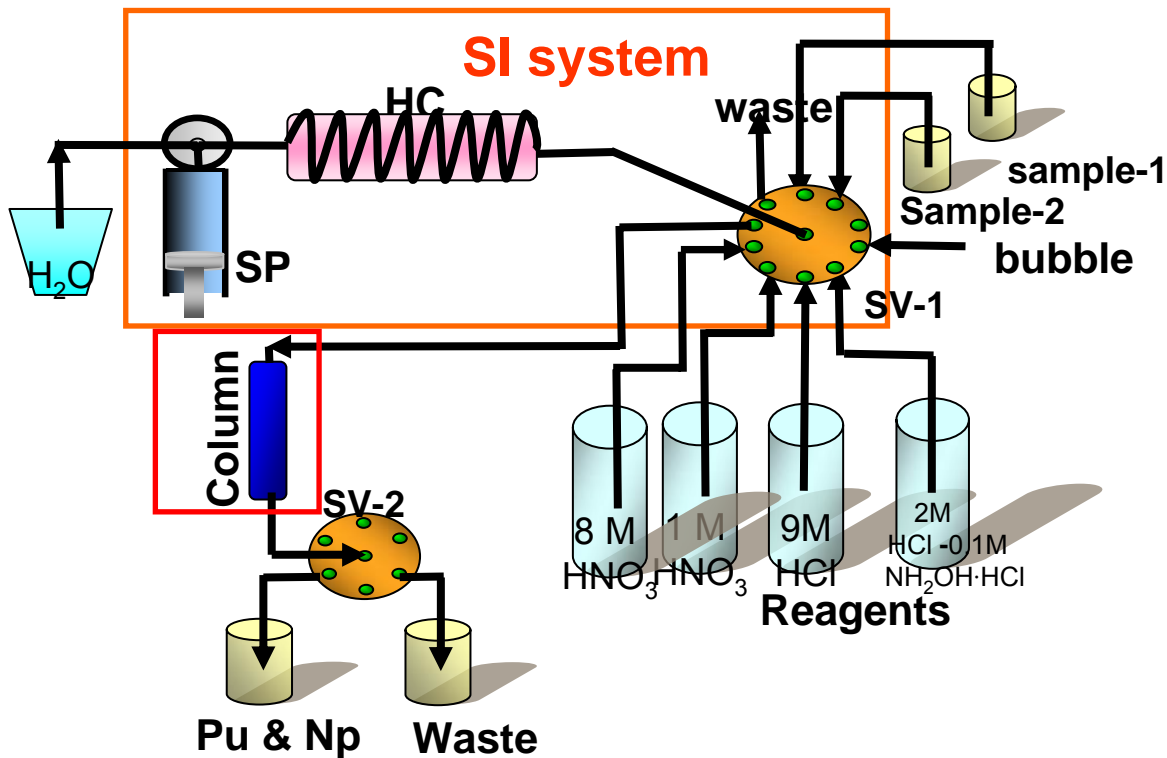 SI system
HC
waste
sample-1
Sample-2
bubble
H₂O
SP
SV-1
Column
SV-2
8 M
HNO₃
1 M
HNO₃
9M
HCl
2M
HCl -0.1M
NH₂OH·HCl
Reagents
Pu & Np
Waste